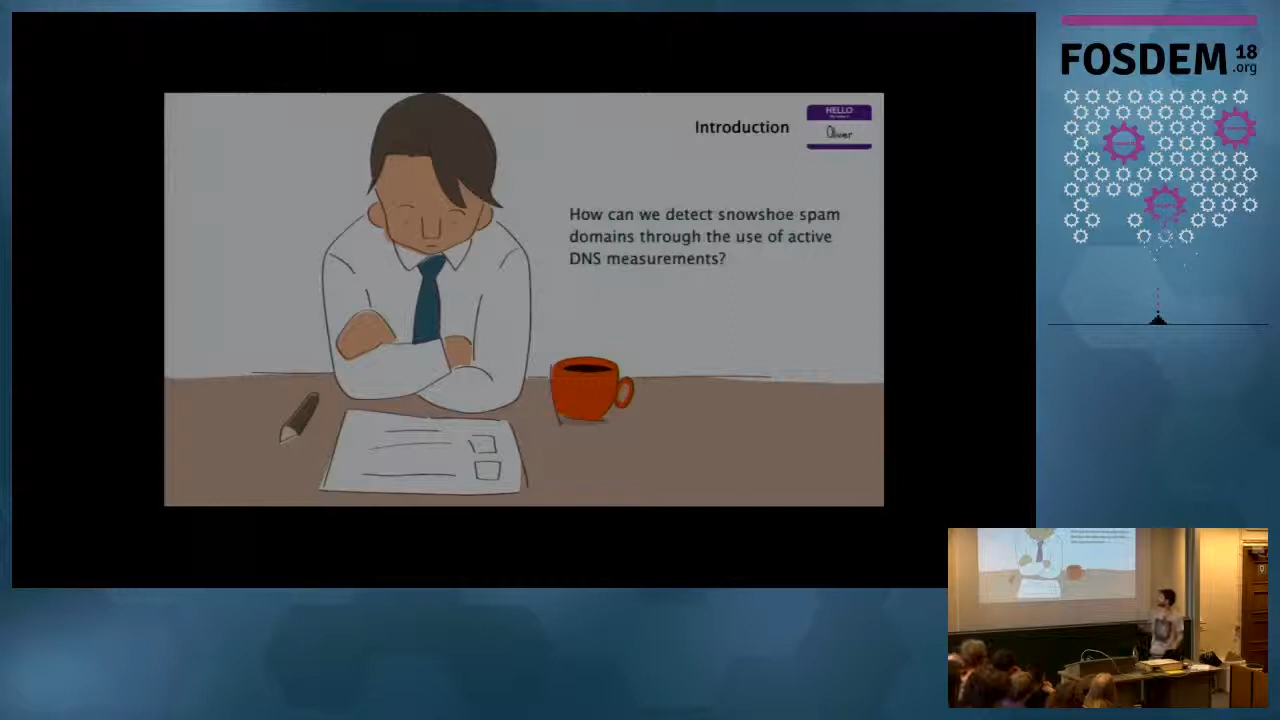 Introduction
HELLO
Oliver
How can we detect snowshoe spam
domains through the use of active
DNS measurements?
FOSDEM 18
.org